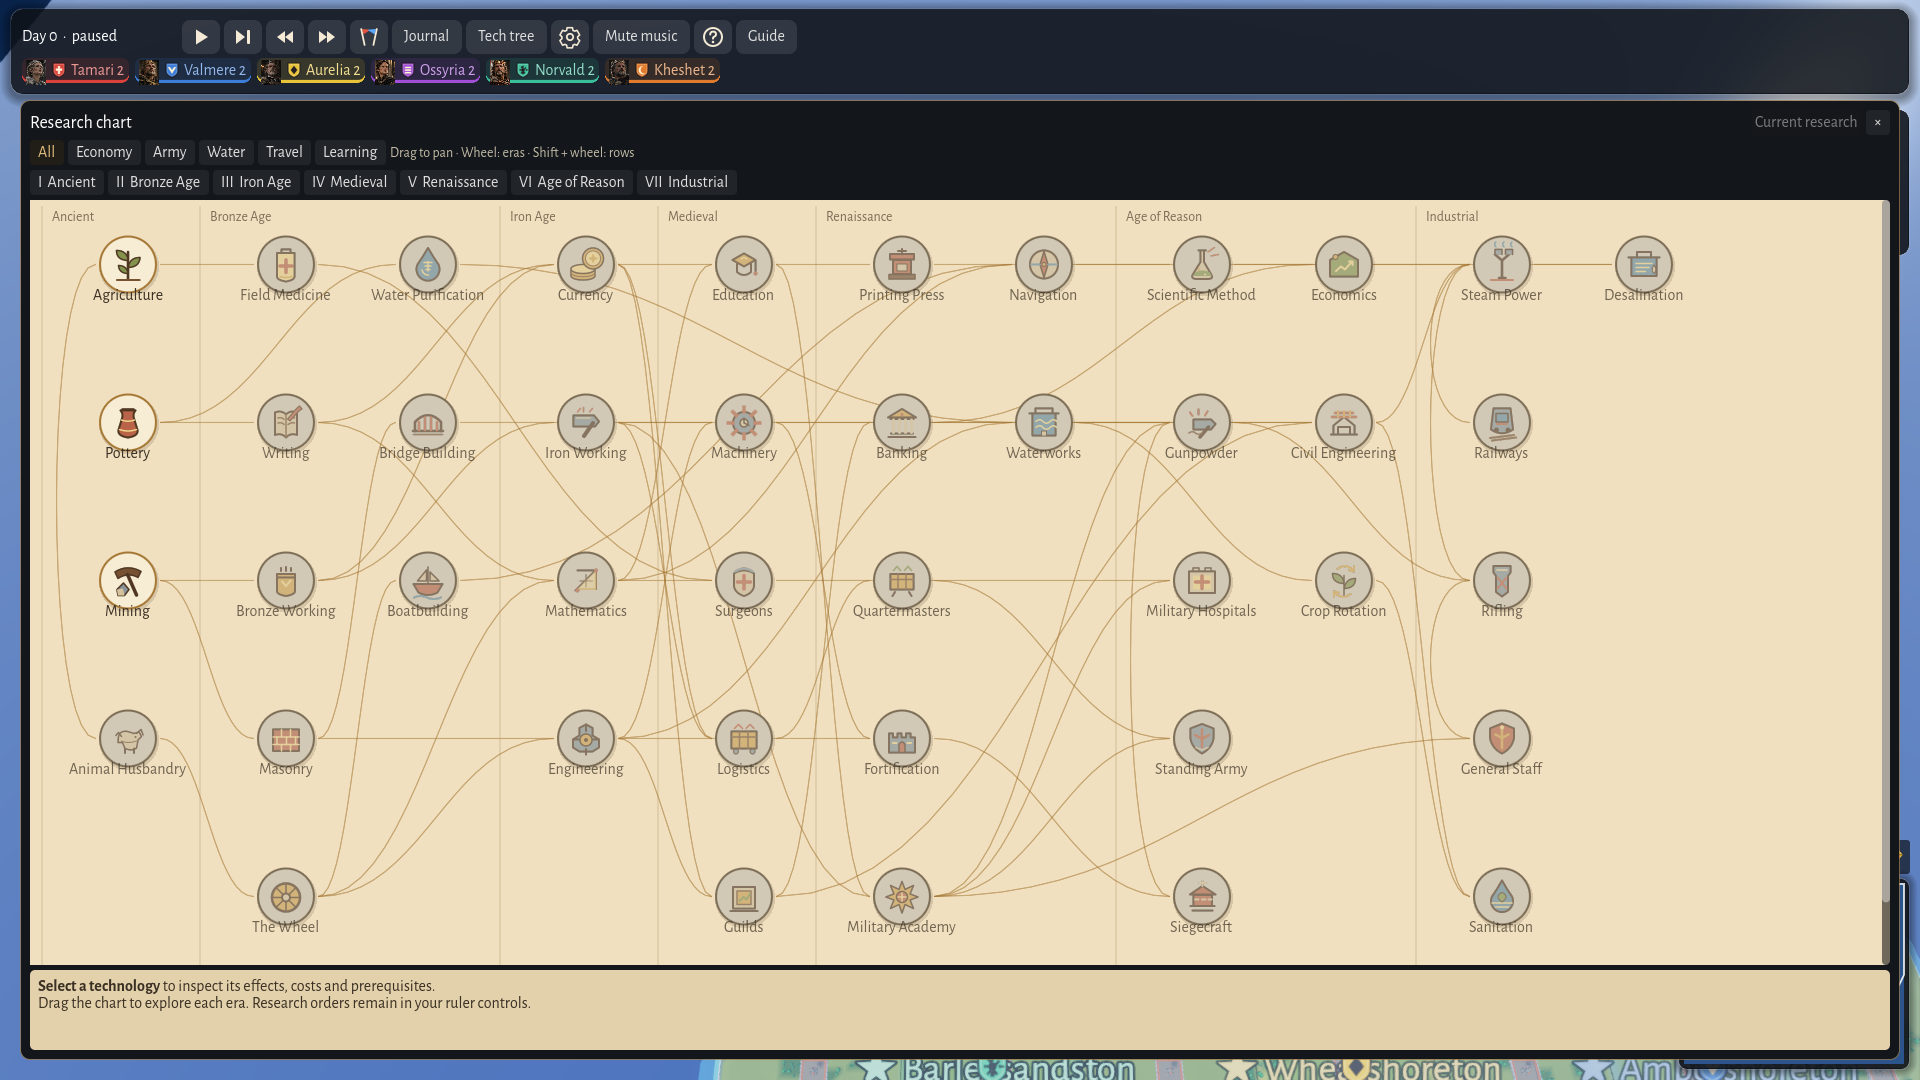 Day 0 · paused
Journal
Tech tree
Mute music
Guide
Tamari 2
Valmere 2
Aurelia 2
Ossyria 2
Norvald 2
Kheshet 2
Research chart
Current research
×
All
Economy
Army
Water
Travel
Learning
Drag to pan · Wheel: eras · Shift + wheel: rows
I Ancient
II Bronze Age
III Iron Age
IV Medieval
V Renaissance
VI Age of Reason
VII Industrial
Ancient
Bronze Age
Iron Age
Medieval
Renaissance
Age of Reason
Industrial
Agriculture
Field Medicine
Water Purification
Currency
Education
Printing Press
Navigation
Scientific Method
Economics
Steam Power
Desalination
Pottery
Writing
Bridge Building
Iron Working
Machinery
Banking
Waterworks
Gunpowder
Civil Engineering
Railways
Mining
Bronze Working
Boatbuilding
Mathematics
Surgeons
Quartermasters
Military Hospitals
Crop Rotation
Rifling
Animal Husbandry
Masonry
Engineering
Logistics
Fortification
Standing Army
General Staff
The Wheel
Guilds
Military Academy
Siegecraft
Sanitation
Select a technology to inspect its effects, costs and prerequisites.
Drag the chart to explore each era. Research orders remain in your ruler controls.